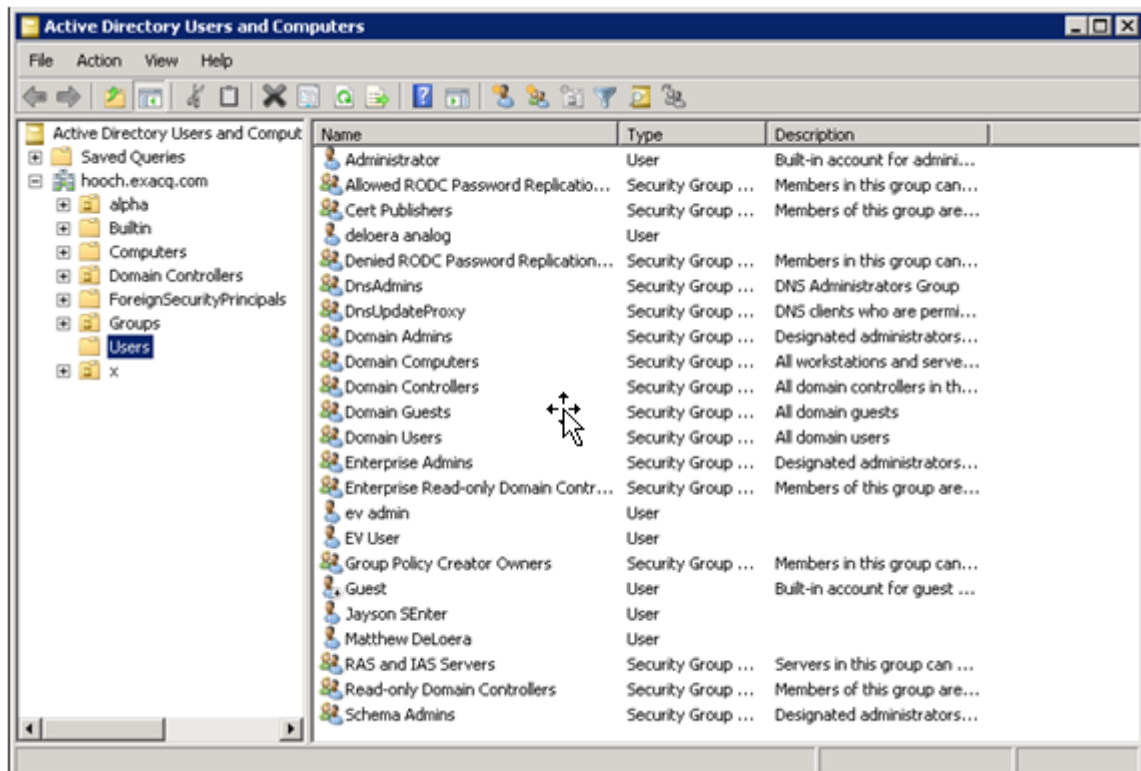 Active Directory Users and Computers
File Action View Help
Active Directory Users and Comput
Saved Queries
hooch.exacq.com
alpha
Builtin
Computers
Domain Controllers
ForeignSecurityPrincipals
Groups
Users
x
Name Type Description
Administrator User Built-in account for admini...
Allowed RODC Password Replicatio... Security Group ... Members in this group can...
Cert Publishers Security Group ... Members of this group are...
deloera analog User
Denied RODC Password Replication... Security Group ... Members in this group can...
DnsAdmins Security Group ... DNS Administrators Group
DnsUpdateProxy Security Group ... DNS clients who are permi...
Domain Admins Security Group ... Designated administrators...
Domain Computers Security Group ... All workstations and serve...
Domain Controllers Security Group ... All domain controllers in th...
Domain Guests Security Group ... All domain guests
Domain Users Security Group ... All domain users
Enterprise Admins Security Group ... Designated administrators...
Enterprise Read-only Domain Contr... Security Group ... Members of this group are...
ev admin User
EV User User
Group Policy Creator Owners Security Group ... Members in this group can...
Guest User Built-in account for guest ...
Jayson SEnter User
Matthew DeLoera User
RAS and IAS Servers Security Group ... Servers in this group can ...
Read-only Domain Controllers Security Group ... Members of this group are...
Schema Admins Security Group ... Designated administrators...